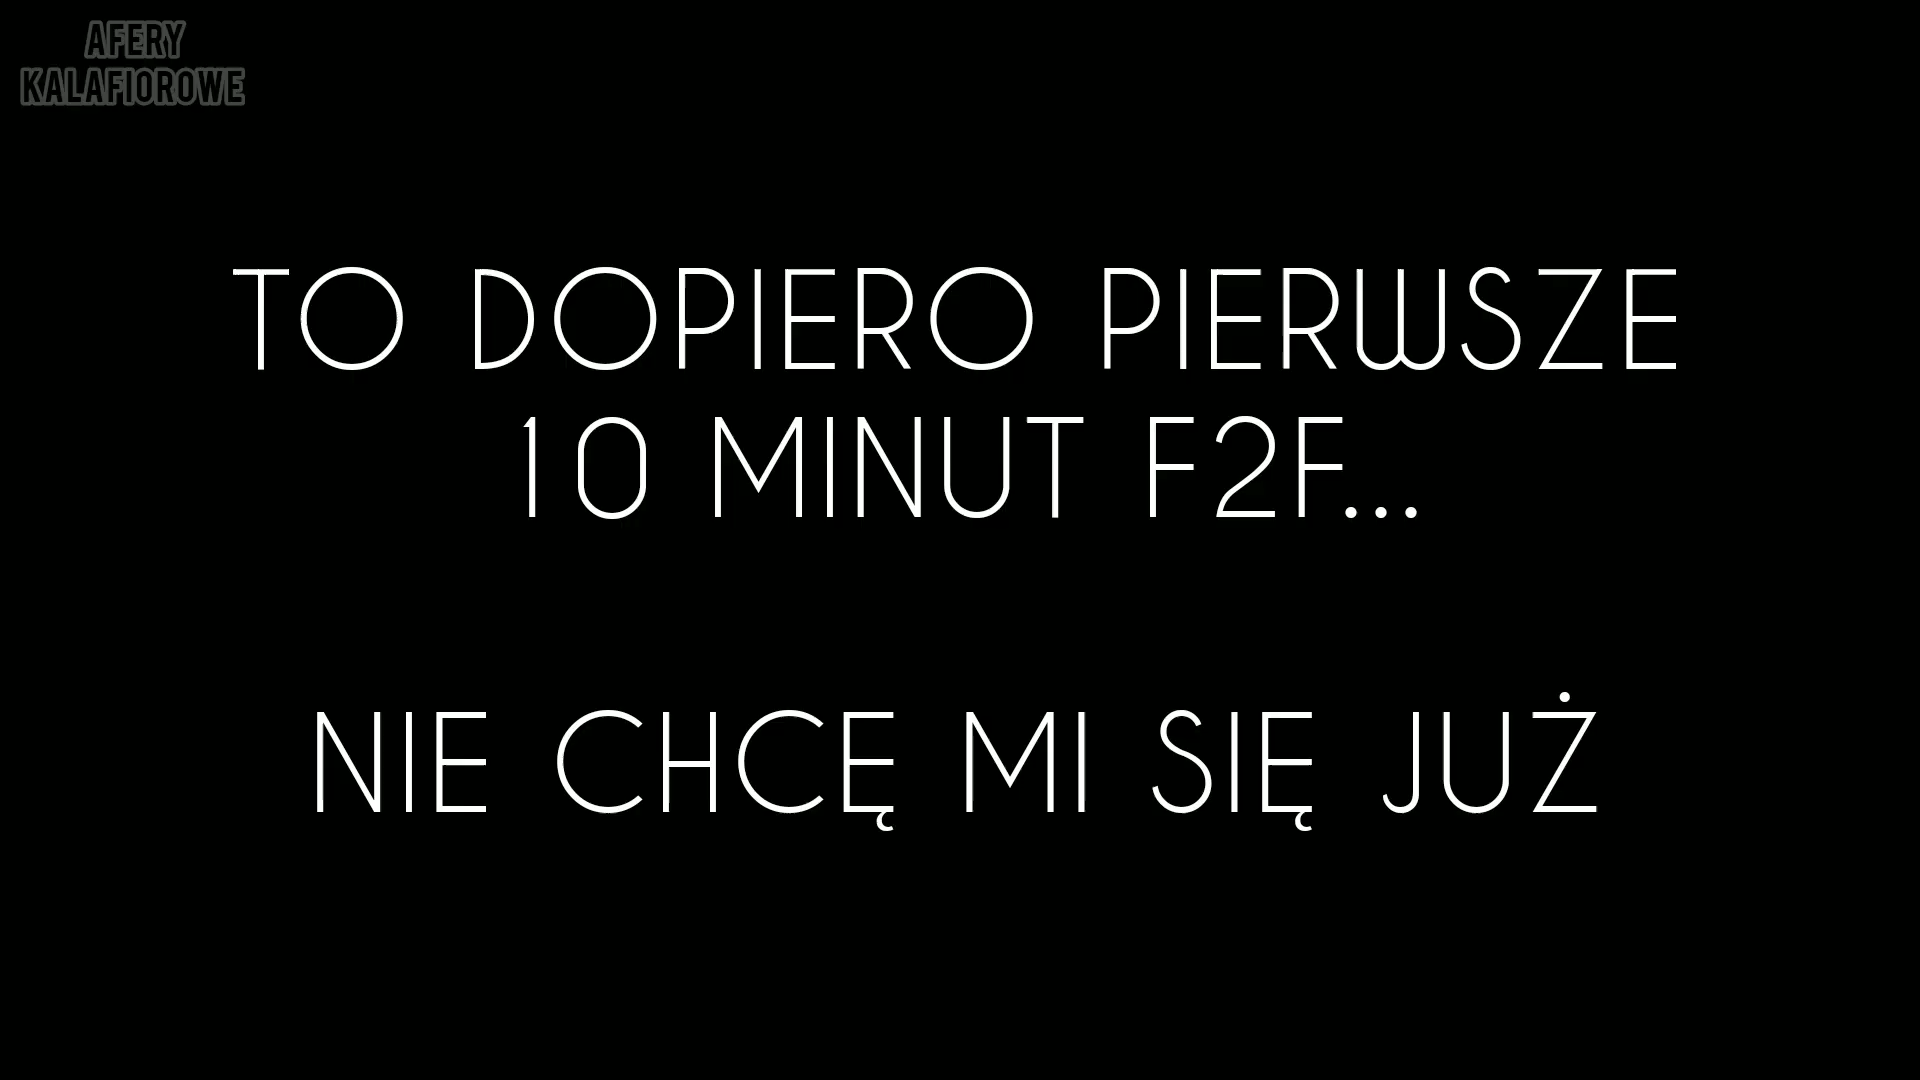 AFERY
KALAFIOROWE
TO DOPIERO PIERWSZE
10 MINUT F2F...
NIE CHCĘ MI SIĘ JUŻ